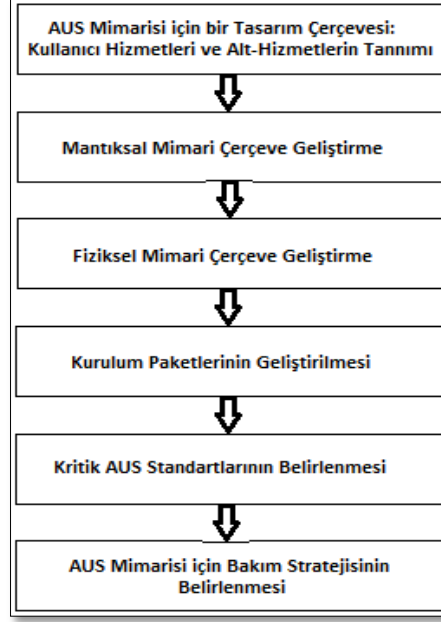 AUS Mimarisi için bir Tasarım Çerçevesi:
Kullanıcı Hizmetleri ve Alt-Hizmetlerin Tannımı
Mantıksal Mimari Çerçeve Geliştirme
Fiziksel Mimari Çerçeve Geliştirme
Kurulum Paketlerinin Geliştirilmesi
Kritik AUS Standartlarının Belirlenmesi
AUS Mimarisi için Bakım Stratejisinin
Belirlenmesi